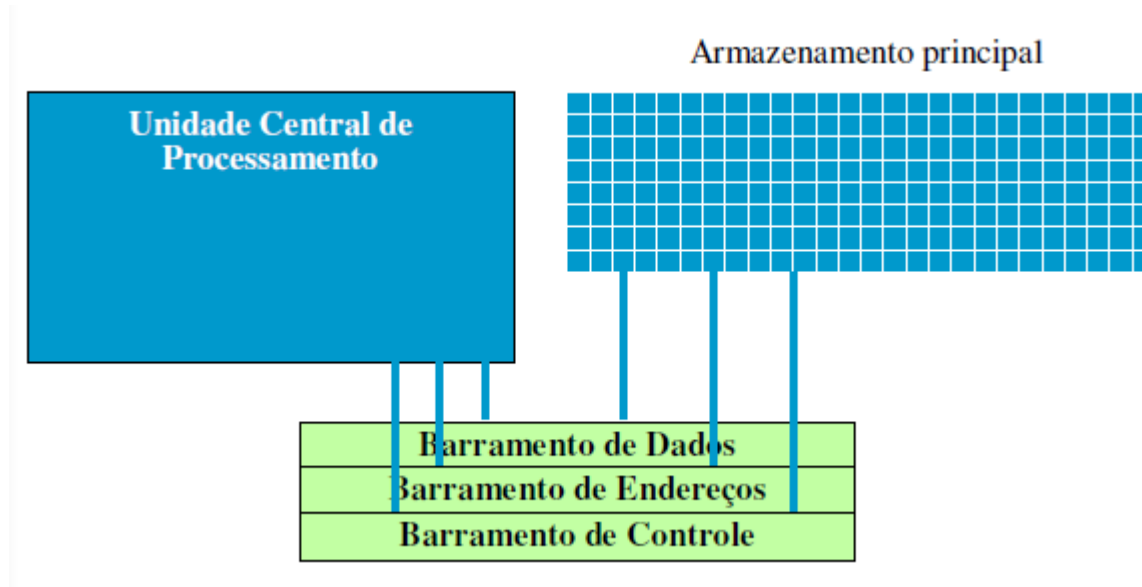 Armazenamento principal
Unidade Central de
Processamento
Barramento de Dados
Barramento de Endereços
Barramento de Controle